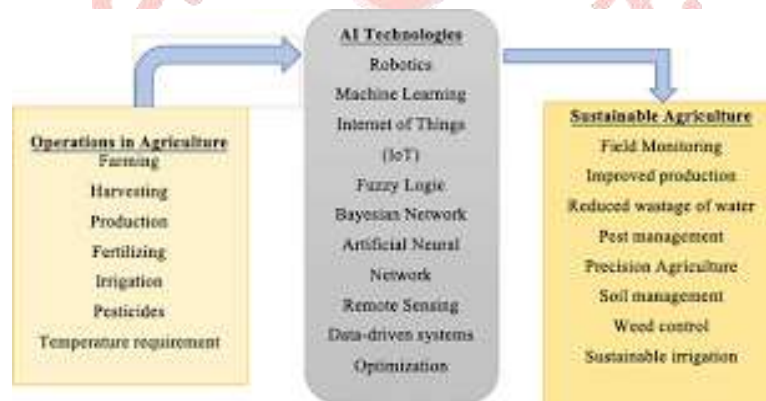 Operations in Agriculture
Farming
Harvesting
Production
Fertilizing
Irrigation
Pesticides
Temperature requirement
AI Technologies
Robotics
Machine Learning
Internet of Things
(IoT)
Fuzzy Logic
Bayesian Network
Artificial Neural
Network
Remote Sensing
Data-driven systems
Optimization
Sustainable Agriculture
Field Monitoring
Improved production
Reduced wastage of water
Pest management
Precision Agriculture
Soil management
Weed control
Sustainable irrigation